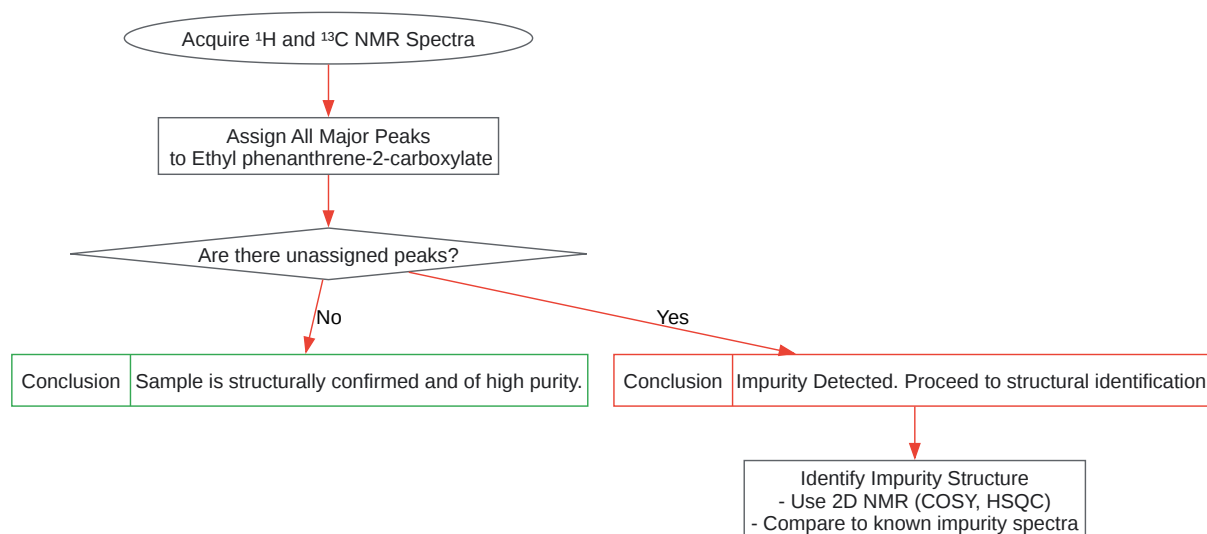 Acquire ¹H and ¹³C NMR Spectra
Assign All Major Peaks
to Ethyl phenanthrene-2-carboxylate
Are there unassigned peaks?
No
Yes
Conclusion
Sample is structurally confirmed and of high purity.
Conclusion
Impurity Detected. Proceed to structural identification
Identify Impurity Structure
- Use 2D NMR (COSY, HSQC)
- Compare to known impurity spectra